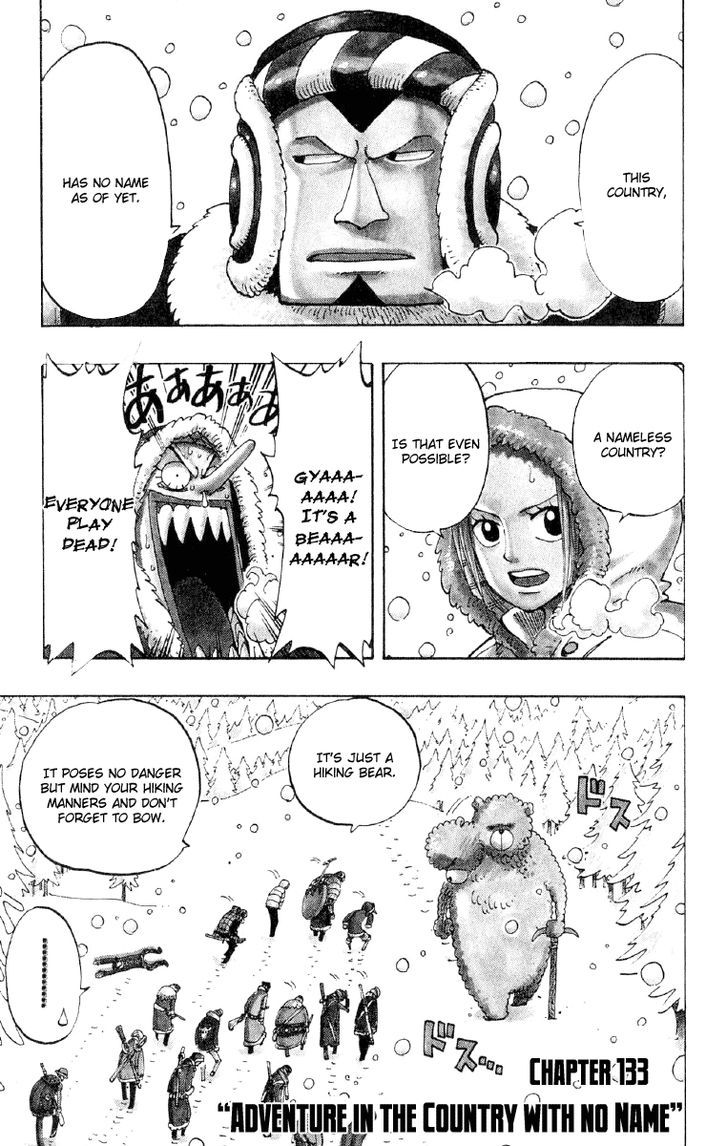 THIS
COUNTRY,
HAS NO NAME
AS OF YET.
A NAMELESS
COUNTRY?
IS THAT EVEN
POSSIBLE?
あぁあぁあ
GYAAA-
AAAA!
IT'S A
BEAAA-
AAAAAR!
EVERYONE
PLAY
DEAD!
IT'S JUST A
HIKING BEAR.
IT POSES NO DANGER
BUT MIND YOUR HIKING
MANNERS AND DON'T
FORGET TO BOW.
ドス
..........
ドス...
CHAPTER 133
"ADVENTURE IN THE COUNTRY WITH NO NAME"